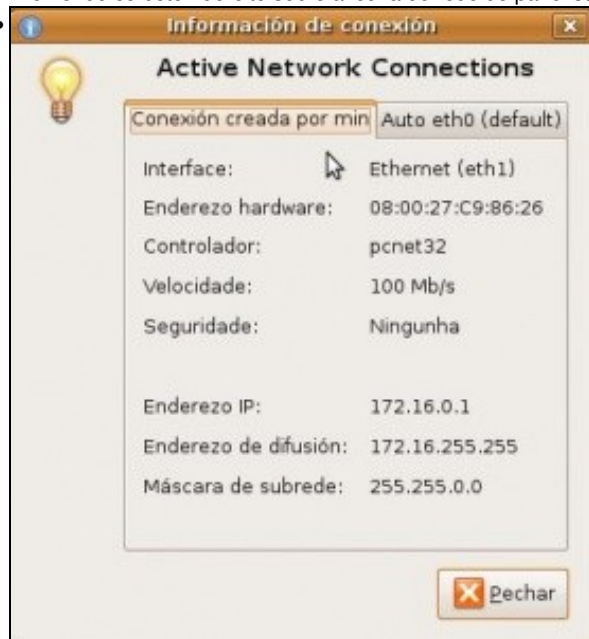 Información de conexión
Active Network Connections
Conexión creada por min
Auto eth0 (default)
Interface: Ethernet (eth1)
Enderezo hardware: 08:00:27:C9:86:26
Controlador: pcnet32
Velocidade: 100 Mb/s
Seguridade: Ningunha
Enderezo IP: 172.16.0.1
Enderezo de difusión: 172.16.255.255
Máscara de subrede: 255.255.0.0
Pechar